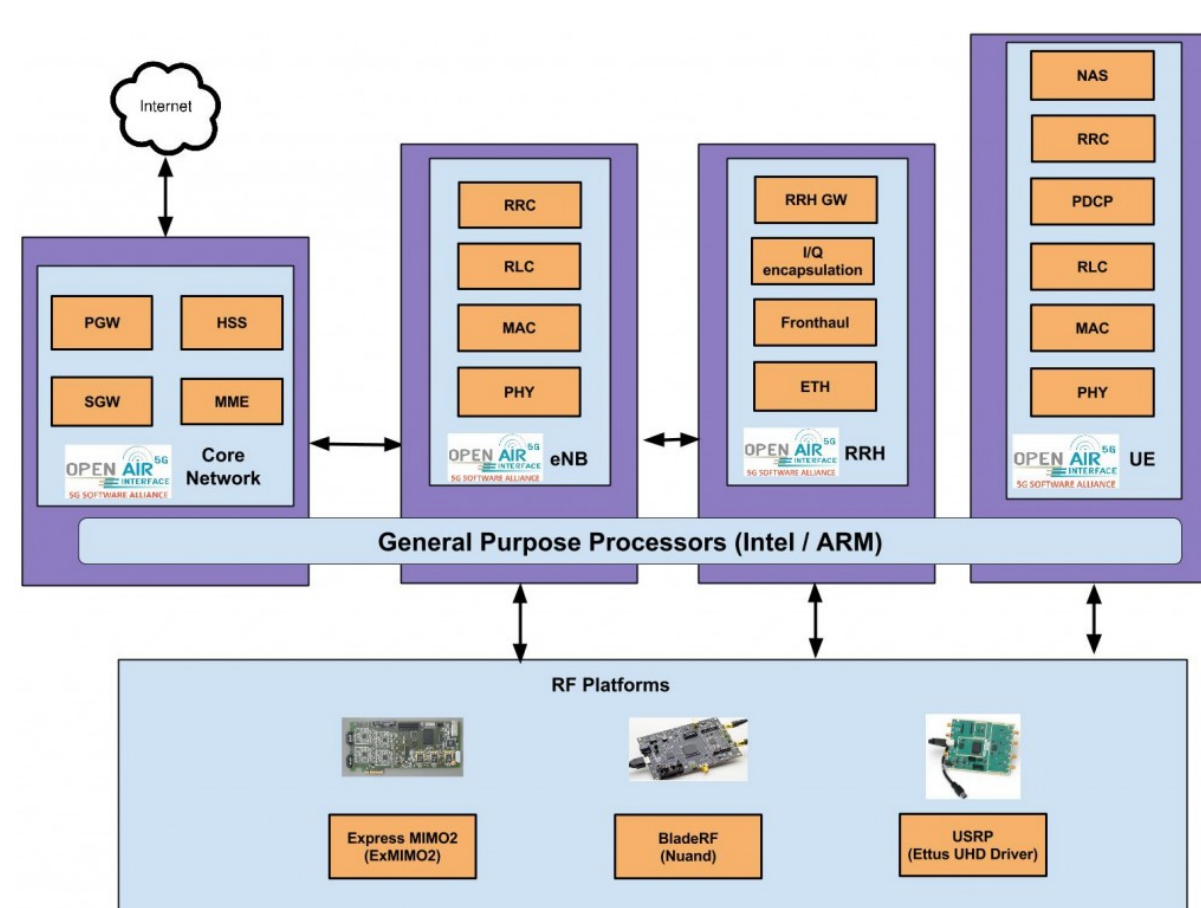 Internet
PGW
HSS
SGW
MME
OPEN AIR 5G
INTERFACE
5G SOFTWARE ALLIANCE
Core
Network
RRC
RLC
MAC
PHY
OPEN AIR 5G
INTERFACE
5G SOFTWARE ALLIANCE
eNB
RRH GW
I/Q
encapsulation
Fronthaul
ETH
OPEN AIR 5G
INTERFACE
5G SOFTWARE ALLIANCE
RRH
NAS
RRC
PDCP
RLC
MAC
PHY
OPEN AIR 5G
INTERFACE
5G SOFTWARE ALLIANCE
UE
General Purpose Processors (Intel / ARM)
RF Platforms
Express MIMO2
(ExMIMO2)
BladeRF
(Nuand)
USRP
(Ettus UHD Driver)